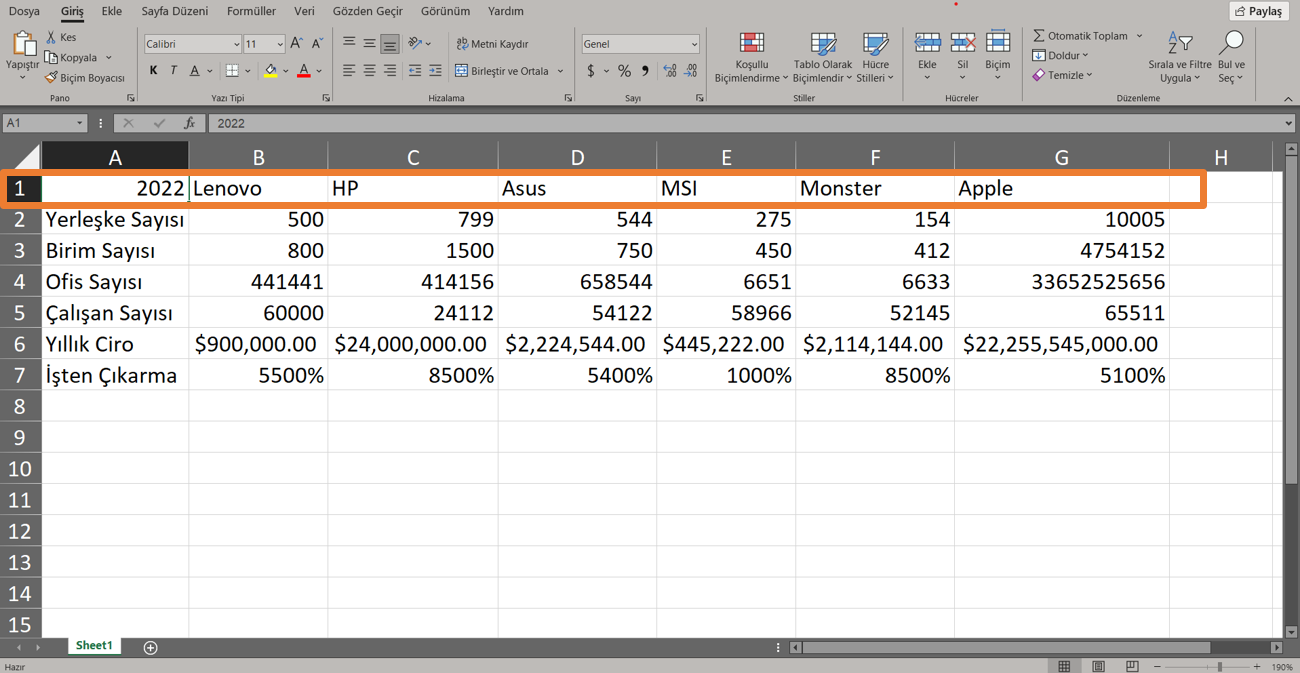 Dosya Giriş Ekle Sayfa Düzeni Formüller Veri Gözden Geçir Görünüm Yardım Paylaş
Yapıştır
Kes
Kopyala
Biçim Boyacısı
Pano
Calibri 11
K T A
Yazı Tipi
Metni Kaydır
Birleştir ve Ortala
Hizalama
Genel
$ % ,
Sayı
Koşullu Biçimlendirme
Tablo Olarak Biçimlendir
Hücre Stilleri
Stiller
Ekle Sil Biçim
Hücreler
Otomatik Toplam
Doldur
Temizle
Sırala ve Filtre Uygula
Bul ve Seç
Düzenleme
A1 fx 2022
A B C D E F G H
1 2022 Lenovo HP Asus MSI Monster Apple
2 Yerleşke Sayısı 500 799 544 275 154 10005
3 Birim Sayısı 800 1500 750 450 412 4754152
4 Ofis Sayısı 441441 414156 658544 6651 6633 33652525656
5 Çalışan Sayısı 60000 24112 54122 58966 52145 65511
6 Yıllık Ciro $900,000.00 $24,000,000.00 $2,224,544.00 $445,222.00 $2,114,144.00 $22,255,545,000.00
7 İşten Çıkarma 5500% 8500% 5400% 1000% 8500% 5100%
8
9
10
11
12
13
14
15
Sheet1
Hazır 190%